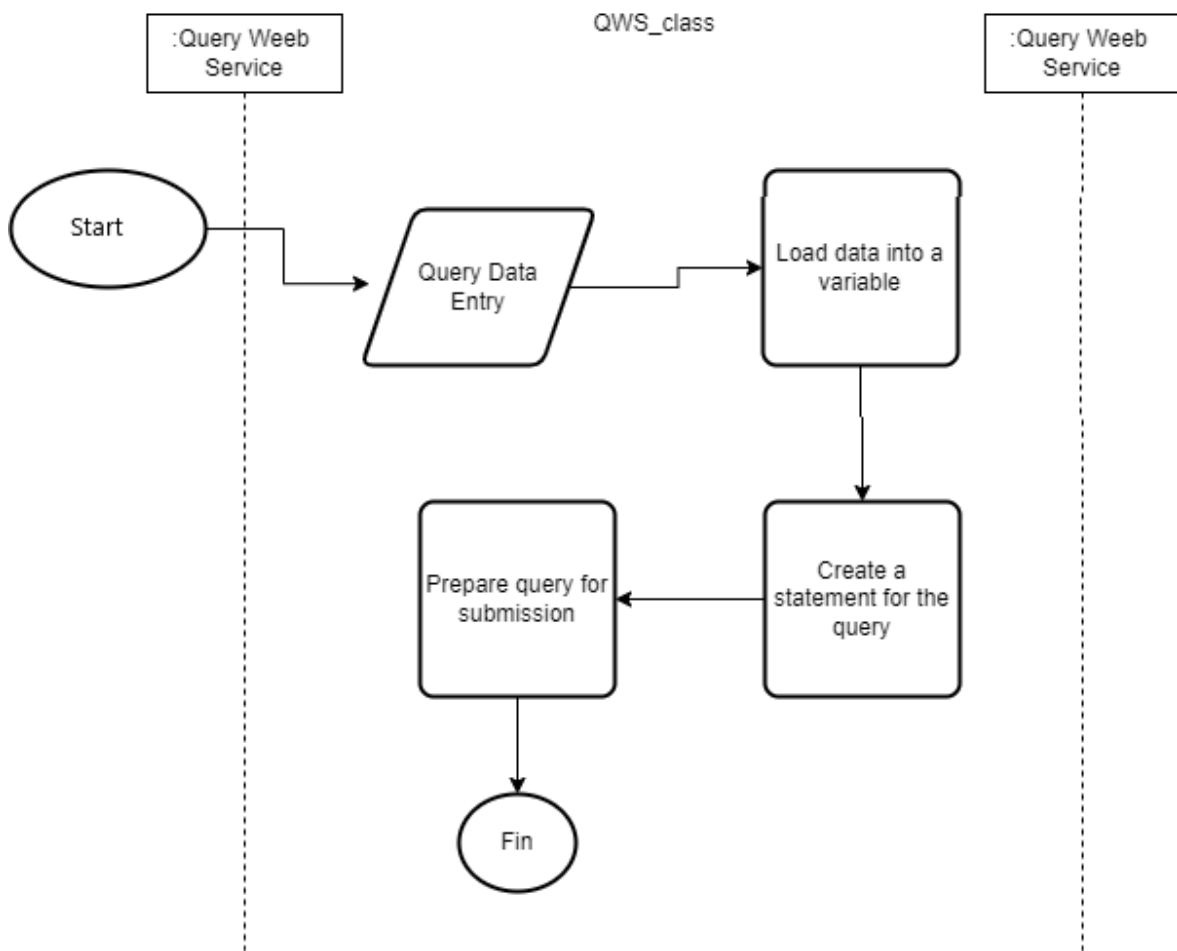 QWS_class
:Query Weeb
Service
:Query Weeb
Service
Start
Query Data
Entry
Load data into a
variable
Create a
statement for the
query
Prepare query for
submission
Fin